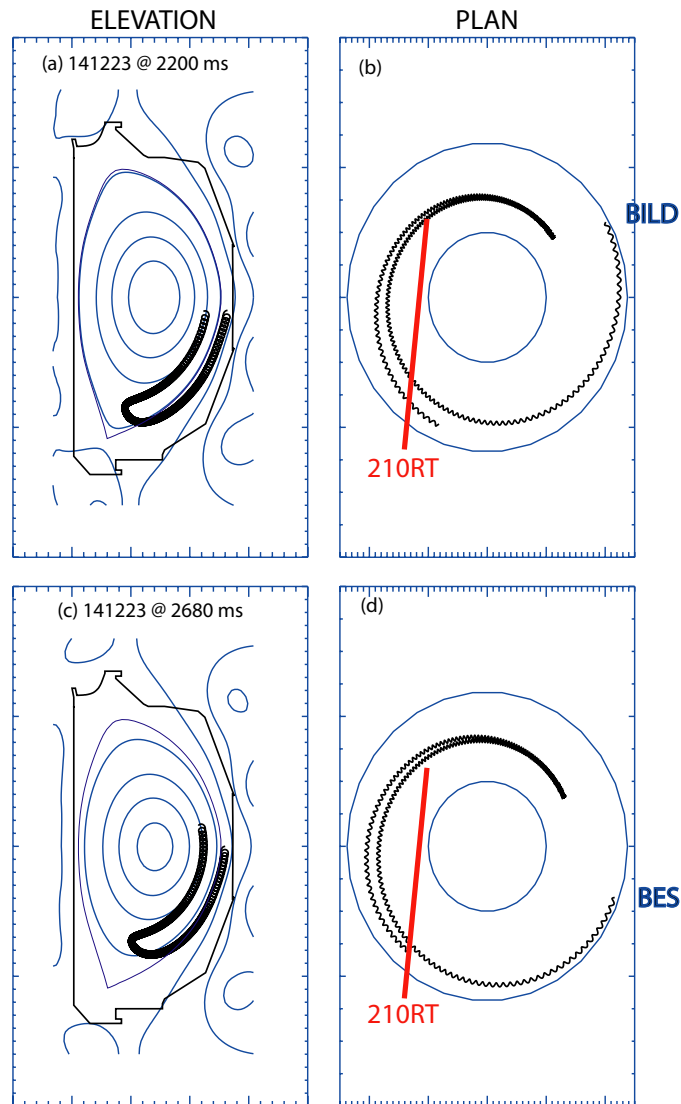 ELEVATION
PLAN
(a) 141223 @ 2200 ms
(b)
BILD
210RT
(c) 141223 @ 2680 ms
(d)
BES
210RT